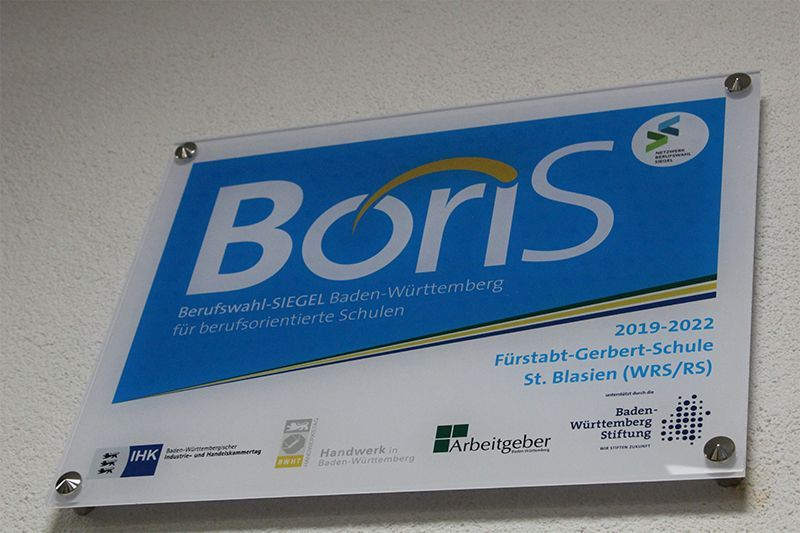 NETZWERK
BERUFSWAHL
SIEGEL
BoriS
Berufswahl-SIEGEL Baden-Württemberg
für berufsorientierte Schulen
2019-2022
Fürstabt-Gerbert-Schule
St. Blasien (WRS/RS)
IHK
Baden-Württembergischer
Industrie- und Handelskammertag
BWHT
HANDWERKSTAG
Handwerk in
Baden-Württemberg
Arbeitgeber
Baden-Württemberg
unterstützt durch die
Baden-
Württemberg
Stiftung
WIR STIFTEN ZUKUNFT